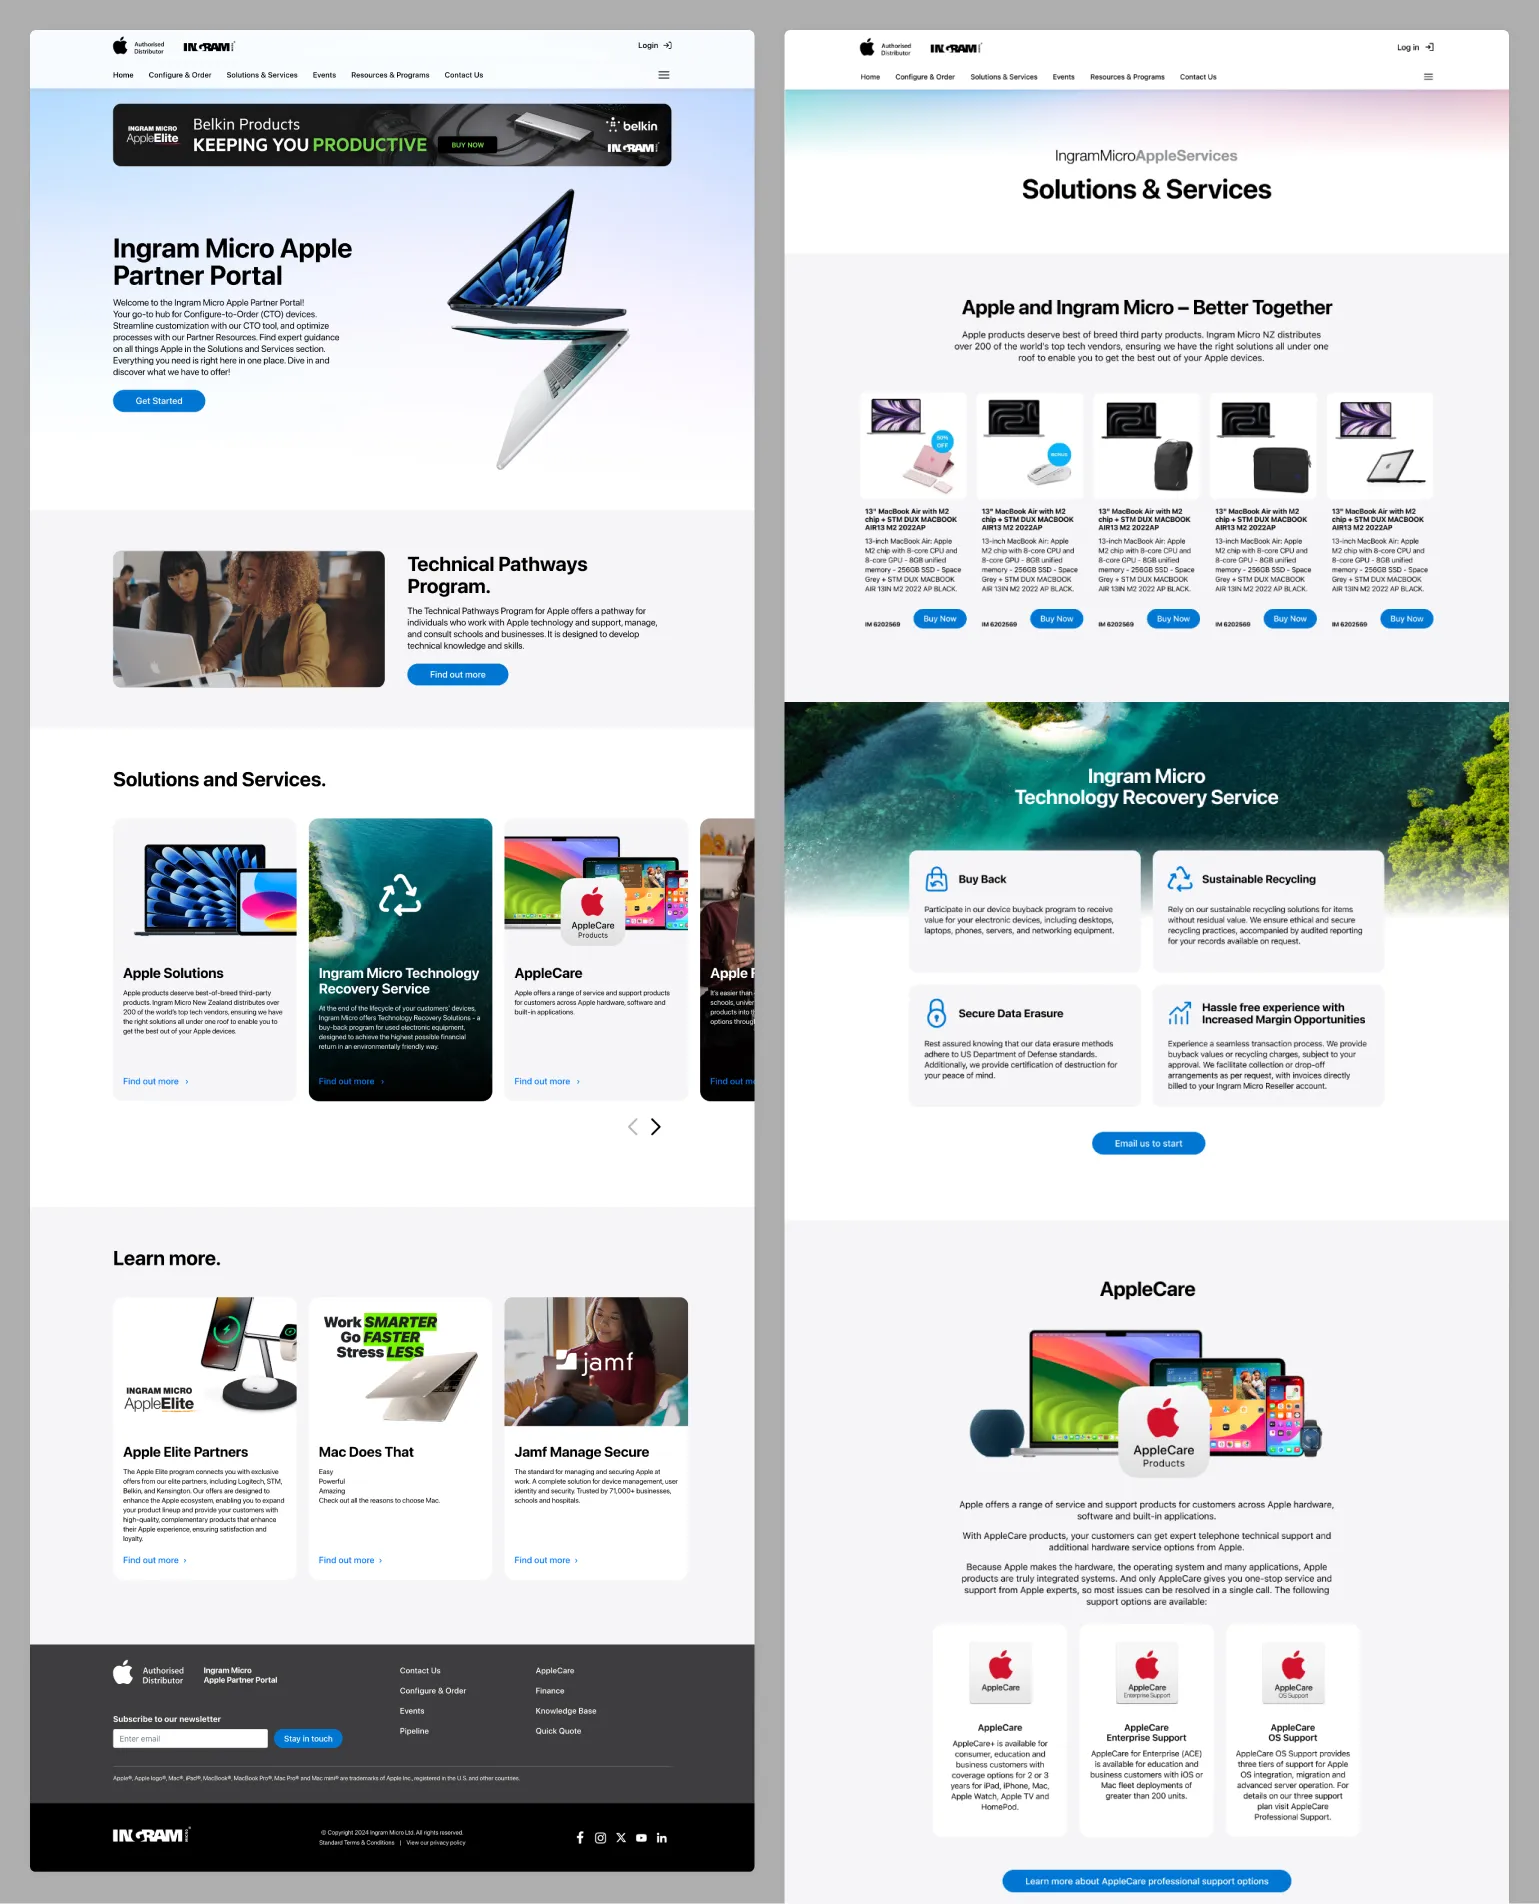 Authorised
Distributor
INGRAM MICRO
Login
Home
Configure & Order
Solutions & Services
Events
Resources & Programs
Contact Us
INGRAM MICRO
AppleElite
Belkin Products
KEEPING YOU PRODUCTIVE
BUY NOW
belkin
INGRAM
Ingram Micro Apple
Partner Portal
Welcome to the Ingram Micro Apple Partner Portal!
Your go-to hub for Configure-to-Order (CTO) devices.
Streamline customization with our CTO tool, and optimize
processes with our Partner Resources. Find expert guidance
on all things Apple in the Solutions and Services section.
Everything you need is right here in one place. Dive in and
discover what we have to offer!
Get Started
Technical Pathways
Program.
The Technical Pathways Program for Apple offers a pathway for
individuals who work with Apple technology and support, manage,
and consult schools and businesses. It is designed to develop
technical knowledge and skills.
Find out more
Solutions and Services.
Apple Solutions
Apple products deserve best-of-breed third-party
products. Ingram Micro New Zealand distributes over
200 of the world's top tech vendors, ensuring we have
the right solutions all under one roof to enable you to
get the best out of your Apple devices.
Find out more ›
Ingram Micro Technology
Recovery Service
At the end of the lifecycle of your customers' devices,
Ingram Micro offers Technology Recovery Solutions - a
buy-back program for used electronic equipment,
designed to achieve the highest possible financial
return in an environmentally friendly way.
Find out more ›
AppleCare
Products
AppleCare
Apple offers a range of service and support products
for customers across Apple hardware, software and
built-in applications.
Find out more ›
Apple F
It's easier than
schools, univer
products into th
options throug
Find out mo
Learn more.
INGRAM MICRO
AppleElite
Apple Elite Partners
The Apple Elite program connects you with exclusive
offers from our elite partners, including Logitech, STM,
Belkin, and Kensington. Our offers are designed to
enhance the Apple ecosystem, enabling you to expand
your product lineup and provide your customers with
high-quality, complementary products that enhance
their Apple experience, ensuring satisfaction and
loyalty.
Find out more ›
Work SMARTER
Go FASTER
Stress LESS
Mac Does That
Easy
Powerful
Amazing
Check out all the reasons to choose Mac.
Find out more ›
jamf
Jamf Manage Secure
The standard for managing and securing Apple at
work. A complete solution for device management, user
identity and security. Trusted by 71,000+ businesses,
schools and hospitals.
Find out more ›
Authorised
Distributor
Ingram Micro
Apple Partner Portal
Subscribe to our newsletter
Enter email
Stay in touch
Contact Us
Configure & Order
Events
Pipeline
AppleCare
Finance
Knowledge Base
Quick Quote
Apple®, Apple logo®, Mac®, iPad®, MacBook®, MacBook Pro®, Mac Pro® and Mac mini® are trademarks of Apple Inc., registered in the U.S. and other countries.
INGRAM MICRO
© Copyright 2024 Ingram Micro Ltd. All rights reserved.
Standard Terms & Conditions | View our privacy policy
Authorised
Distributor
INGRAM
Log in
Home
Configure & Order
Solutions & Services
Events
Resources & Programs
Contact Us
IngramMicroAppleServices
Solutions & Services
Apple and Ingram Micro – Better Together
Apple products deserve best of breed third party products. Ingram Micro NZ distributes
over 200 of the world's top tech vendors, ensuring we have the right solutions all under one
roof to enable you to get the best out of your Apple devices.
50%
OFF
13" MacBook Air with M2
chip + STM DUX MACBOOK
AIR13 M2 2022AP
13-inch MacBook Air: Apple
M2 chip with 8-core CPU and
8-core GPU - 8GB unified
memory - 256GB SSD - Space
Grey + STM DUX MACBOOK
AIR 13IN M2 2022 AP BLACK.
IM 6202569
Buy Now
BONUS
13" MacBook Air with M2
chip + STM DUX MACBOOK
AIR13 M2 2022AP
13-inch MacBook Air: Apple
M2 chip with 8-core CPU and
8-core GPU - 8GB unified
memory - 256GB SSD - Space
Grey + STM DUX MACBOOK
AIR 13IN M2 2022 AP BLACK.
IM 6202569
Buy Now
13" MacBook Air with M2
chip + STM DUX MACBOOK
AIR13 M2 2022AP
13-inch MacBook Air: Apple
M2 chip with 8-core CPU and
8-core GPU - 8GB unified
memory - 256GB SSD - Space
Grey + STM DUX MACBOOK
AIR 13IN M2 2022 AP BLACK.
IM 6202569
Buy Now
13" MacBook Air with M2
chip + STM DUX MACBOOK
AIR13 M2 2022AP
13-inch MacBook Air: Apple
M2 chip with 8-core CPU and
8-core GPU - 8GB unified
memory - 256GB SSD - Space
Grey + STM DUX MACBOOK
AIR 13IN M2 2022 AP BLACK.
IM 6202569
Buy Now
13" MacBook Air with M2
chip + STM DUX MACBOOK
AIR13 M2 2022AP
13-inch MacBook Air: Apple
M2 chip with 8-core CPU and
8-core GPU - 8GB unified
memory - 256GB SSD - Space
Grey + STM DUX MACBOOK
AIR 13IN M2 2022 AP BLACK.
IM 6202569
Buy Now
Ingram Micro
Technology Recovery Service
Buy Back
Participate in our device buyback program to receive
value for your electronic devices, including desktops,
laptops, phones, servers, and networking equipment.
Sustainable Recycling
Rely on our sustainable recycling solutions for items
without residual value. We ensure ethical and secure
recycling practices, accompanied by audited reporting
for your records available on request.
Secure Data Erasure
Rest assured knowing that our data erasure methods
adhere to US Department of Defense standards.
Additionally, we provide certification of destruction for
your peace of mind.
Hassle free experience with
Increased Margin Opportunities
Experience a seamless transaction process. We provide
buyback values or recycling charges, subject to your
approval. We facilitate collection or drop-off
arrangements as per request, with invoices directly
billed to your Ingram Micro Reseller account.
Email us to start
AppleCare
AppleCare
Products
Apple offers a range of service and support products for customers across Apple hardware,
software and built-in applications.
With AppleCare products, your customers can get expert telephone technical support and
additional hardware service options from Apple.
Because Apple makes the hardware, the operating system and many applications, Apple
products are truly integrated systems. And only AppleCare gives you one-stop service and
support from Apple experts, so most issues can be resolved in a single call. The following
support options are available:
AppleCare
AppleCare
AppleCare+ is available for
consumer, education and
business customers with
coverage options for 2 or 3
years for iPad, iPhone, Mac,
Apple Watch, Apple TV and
HomePod.
AppleCare
Enterprise Support
AppleCare
Enterprise Support
AppleCare for Enterprise (ACE)
is available for education and
business customers with iOS or
Mac fleet deployments of
greater than 200 units.
AppleCare
OS Support
AppleCare
OS Support
AppleCare OS Support provides
three tiers of support for Apple
OS integration, migration and
advanced server operation. For
details on our three support
plan visit AppleCare
Professional Support.
Learn more about AppleCare professional support options